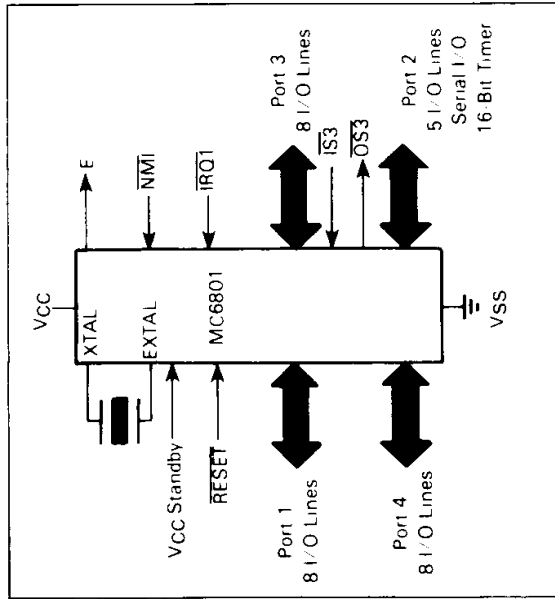 VCC
XTAL
E
EXTAL
NMI
VCC Standby
IRQ1
RESET
MC6801
Port 1
8 I/O Lines
Port 3
8 I/O Lines
IS3
OS3
Port 4
8 I/O Lines
Port 2
5 I/O Lines
Serial I/O
16-Bit Timer
VSS